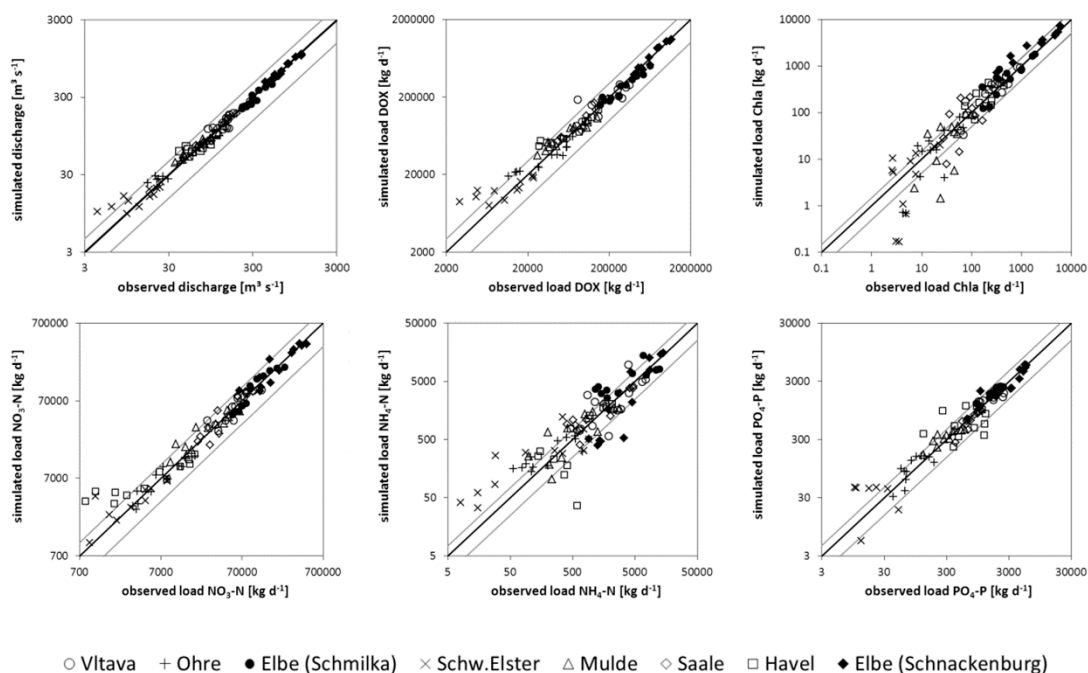 3000
300
30
3
3 30 300 3000
simulated discharge [m³ s⁻¹]
observed discharge [m³ s⁻¹]
2000000
200000
20000
2000
2000 20000 200000 2000000
simulated load DOX [kg d⁻¹]
observed load DOX [kg d⁻¹]
10000
1000
100
10
1
0.1
0.1 1 10 100 1000 10000
simulated load Chla [kg d⁻¹]
observed load Chla [kg d⁻¹]
700000
70000
7000
700
700 7000 70000 700000
simulated load NO₃-N [kg d⁻¹]
observed load NO₃-N [kg d⁻¹]
50000
5000
500
50
5
5 50 500 5000 50000
simulated load NH₄-N [kg d⁻¹]
observed load NH₄-N [kg d⁻¹]
30000
3000
300
30
3
3 30 300 3000 30000
simulated load PO₄-P [kg d⁻¹]
observed load PO₄-P [kg d⁻¹]
Vltava Ohre Elbe (Schmilka) Schw.Elster Mulde Saale Havel Elbe (Schnackenburg)